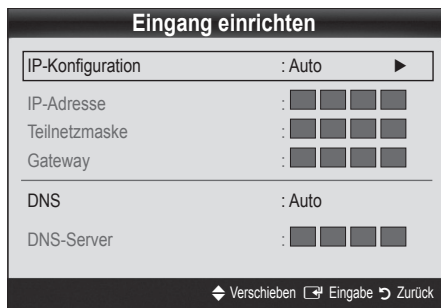 Eingang einrichten
IP-Konfiguration : Auto ►
IP-Adresse :
Teilnetzmaske :
Gateway :
DNS : Auto
DNS-Server :
Verschieben Eingabe Zurück